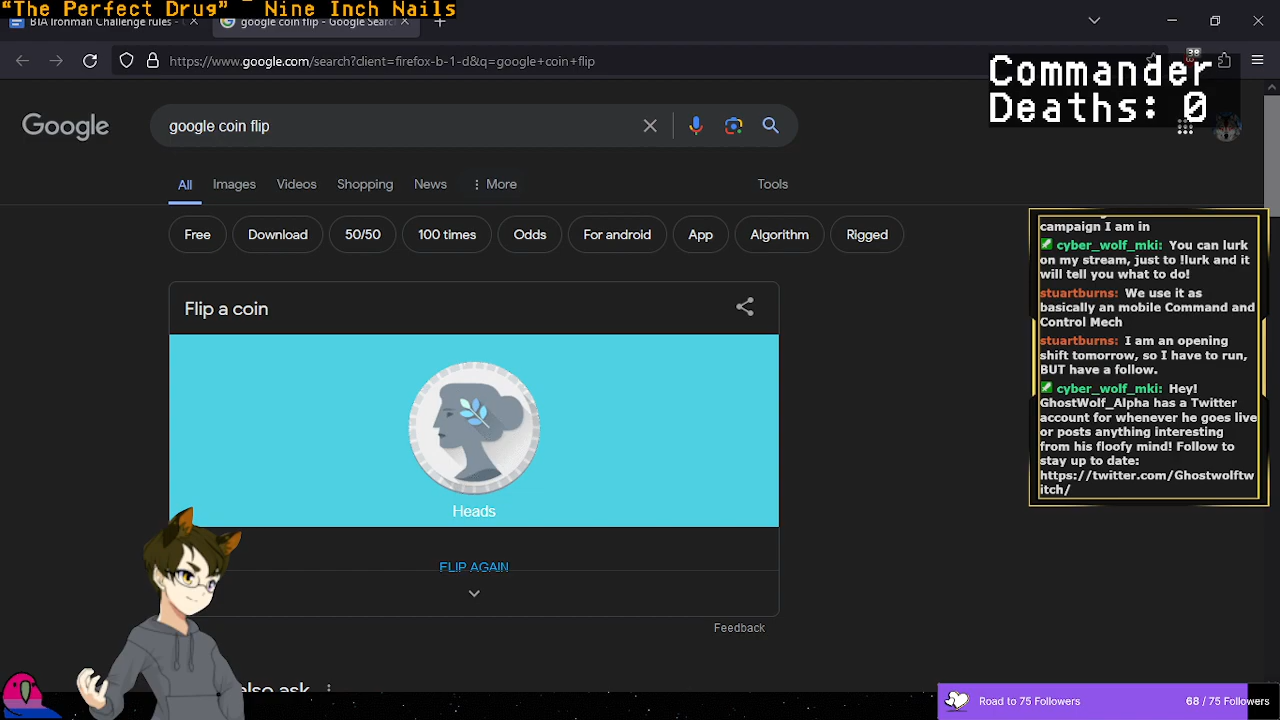 “The Perfect Drug” ~ Nine Inch Nails
BIA Ironman Challenge rules -
google coin flip - Google Search
https://www.google.com/search?client=firefox-b-1-d&q=google+coin+flip
38
Commander
Deaths: 0
Google
google coin flip
All
Images
Videos
Shopping
News
More
Tools
Free
Download
50/50
100 times
Odds
For android
App
Algorithm
Rigged
Flip a coin
Heads
FLIP AGAIN
Feedback
also ask
campaign I am in
cyber_wolf_mki: You can lurk
on my stream, just to !lurk and it
will tell you what to do!
stuartburns: We use it as
basically an mobile Command and
Control Mech
stuartburns: I am an opening
shift tomorrow, so I have to run,
BUT have a follow.
cyber_wolf_mki: Hey!
GhostWolf_Alpha has a Twitter
account for whenever he goes live
or posts anything interesting
from his floofy mind! Follow to
stay up to date:
https://twitter.com/Ghostwolftw
itch/
Road to 75 Followers
68 / 75 Followers